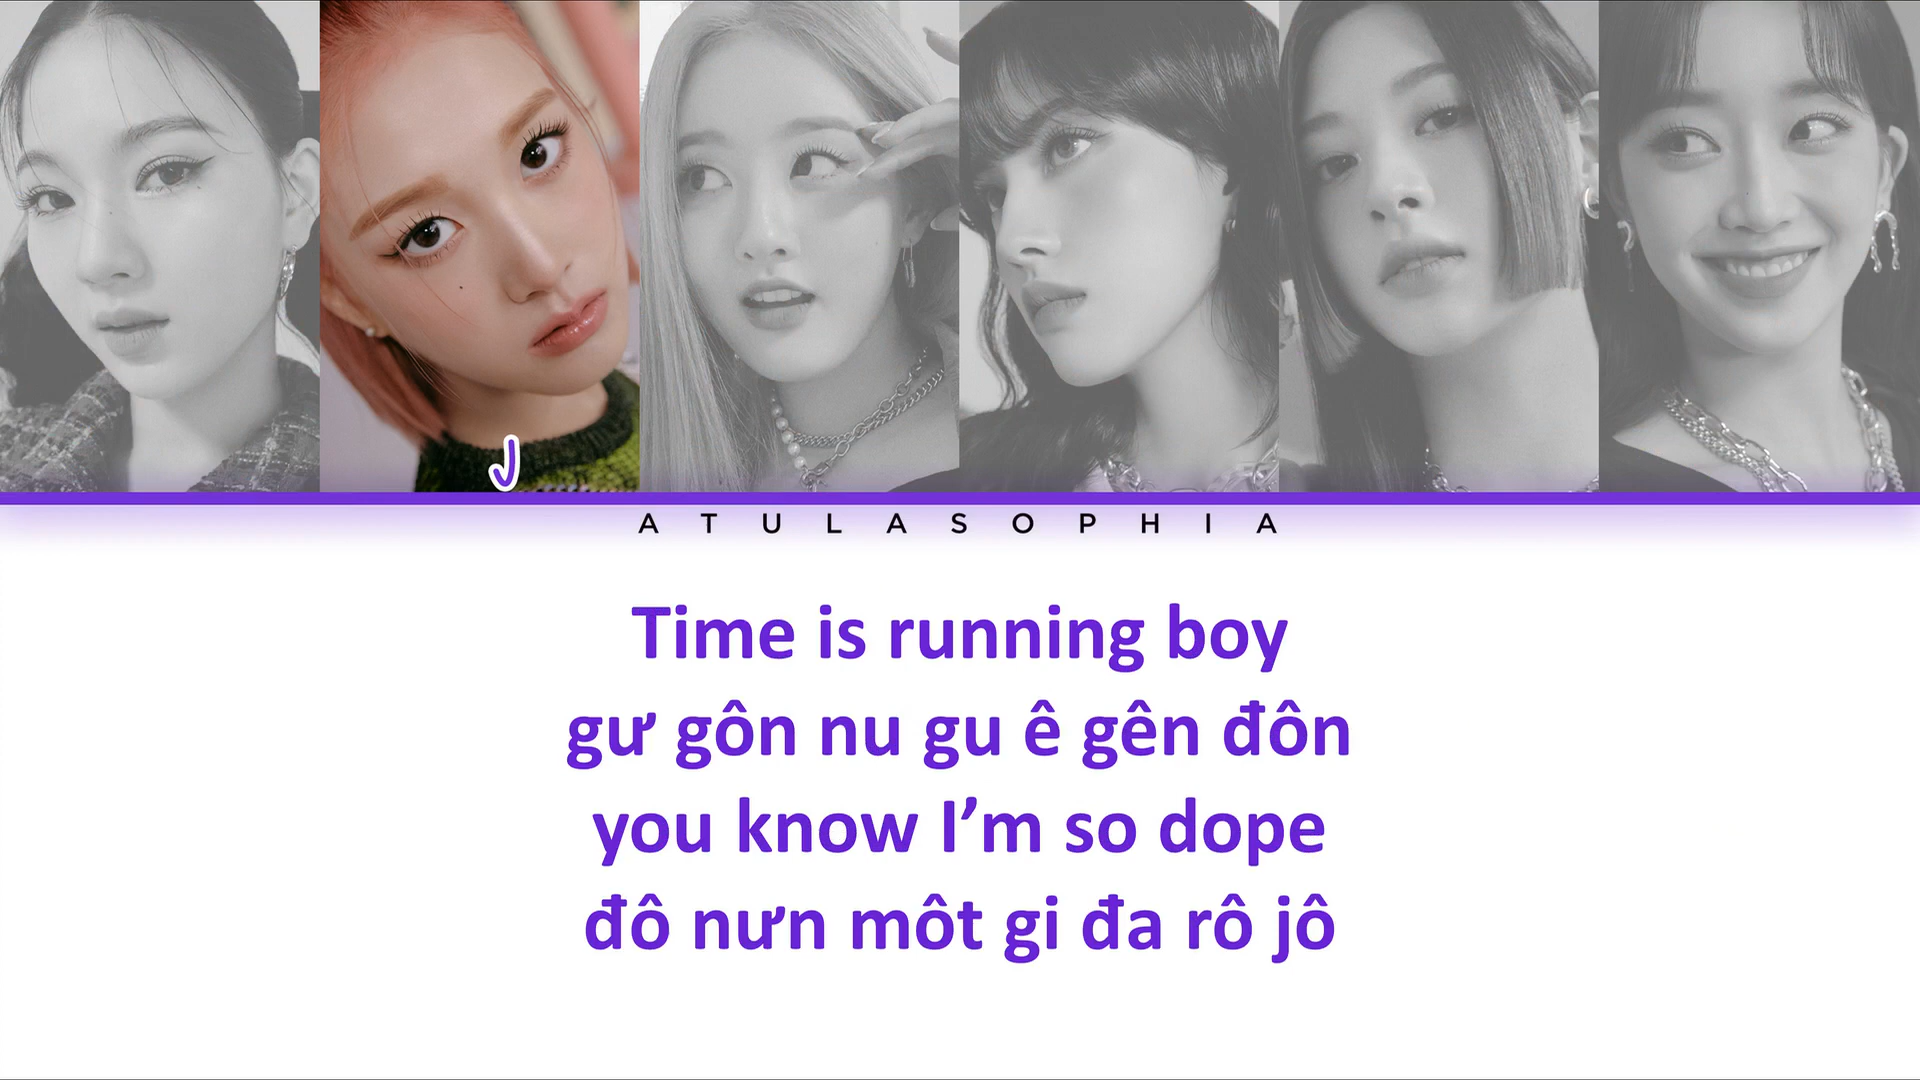 J
A T U L A S O P H I A
Time is running boy
gư gôn nu gu ê gên đôn
you know I’m so dope
đô nưn môt gi đa rô jô